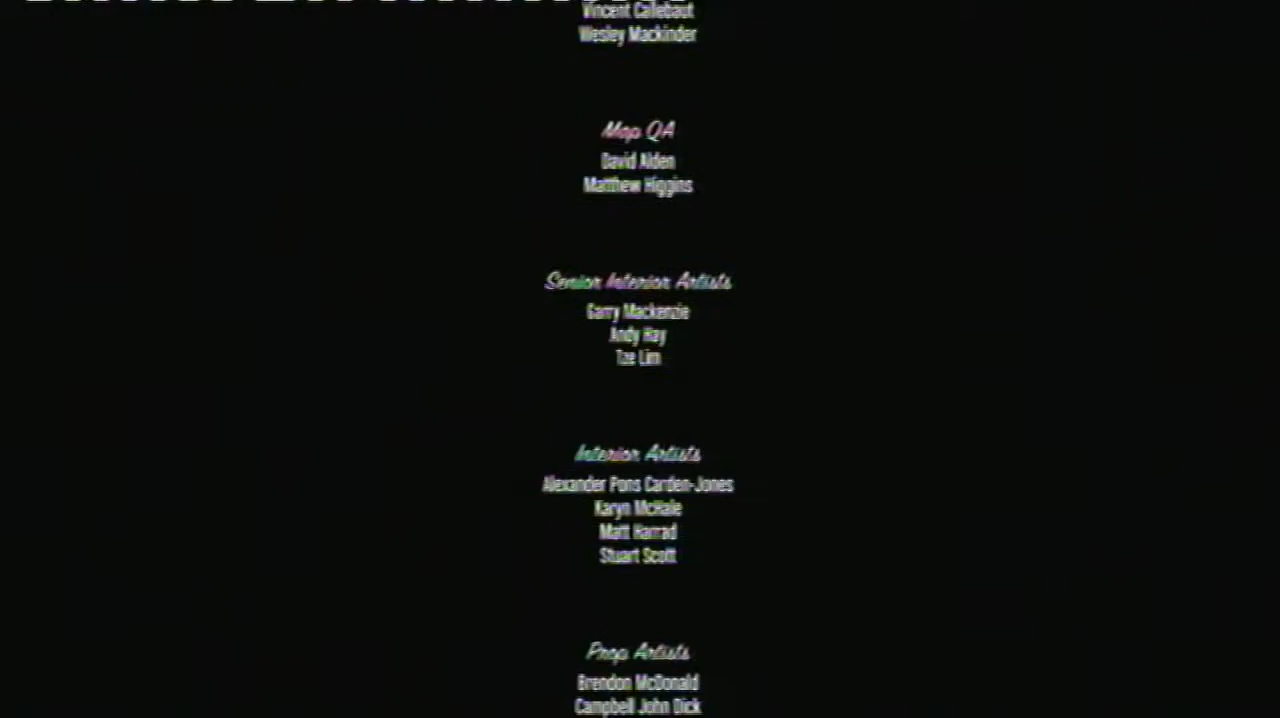 Vincent Callebaut
Wesley Mackinder
Map QA
David Alden
Matthew Higgins
Senior Interior Artists
Garry Mackenzie
Andy Hay
Tze Lim
Interior Artists
Alexander Pons Carden-Jones
Karyn McHale
Matt Harrad
Stuart Scott
Prop Artists
Brendon McDonald
Campbell John Dick